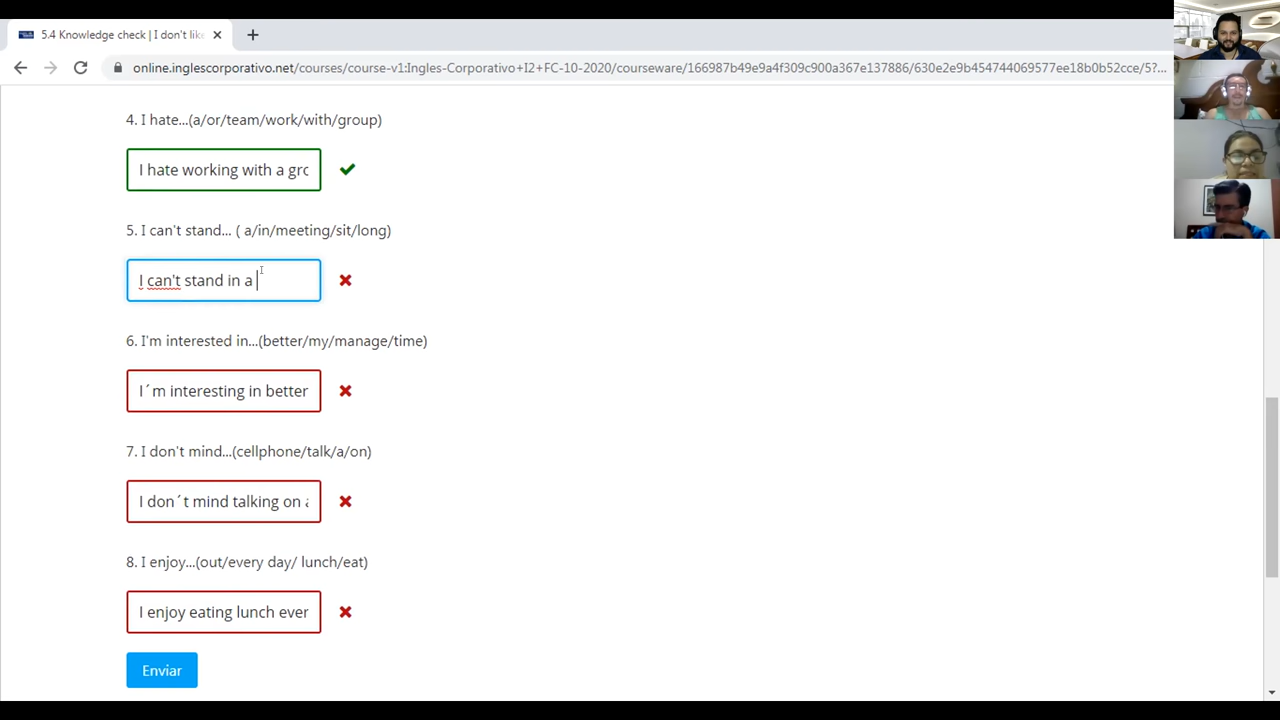 5.4 Knowledge check | I don't like
online.inglescorporativo.net/courses/course-v1:Ingles-Corporativo+I2+FC-10-2020/courseware/166987b49e9a4f309c900a367e137886/630e2e9b454744069577ee18b0b52cce/5?...
4. I hate...(a/or/team/work/with/group)
I hate working with a gro
5. I can't stand... ( a/in/meeting/sit/long)
I can't stand in a
6. I'm interested in...(better/my/manage/time)
I´m interesting in better
7. I don't mind...(cellphone/talk/a/on)
I don´t mind talking on a
8. I enjoy...(out/every day/ lunch/eat)
I enjoy eating lunch ever
Enviar